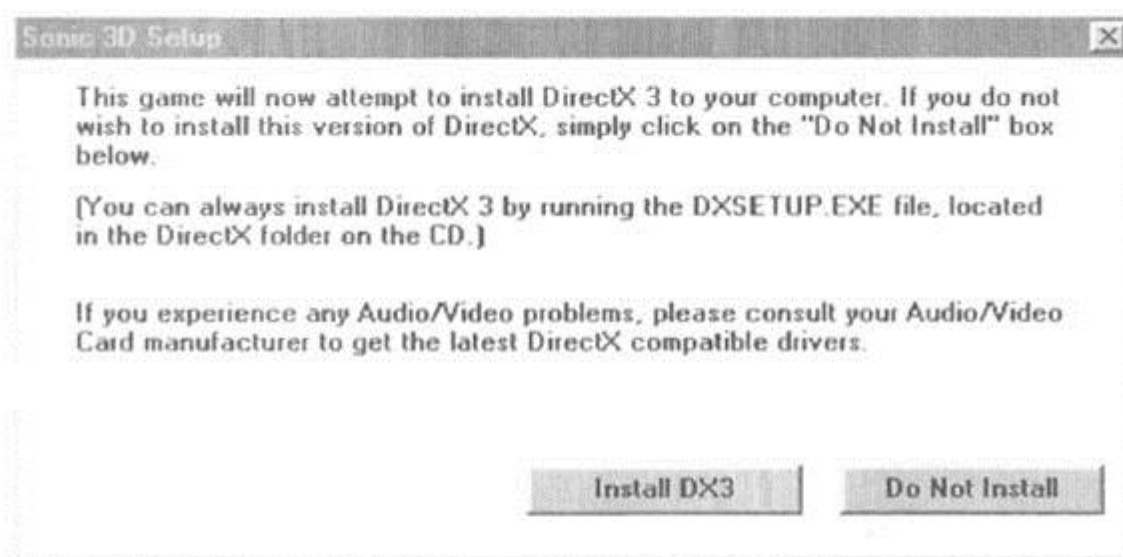 Sonic 3D Setup
This game will now attempt to install DirectX 3 to your computer. If you do not
wish to install this version of DirectX, simply click on the "Do Not Install" box
below.
(You can always install DirectX 3 by running the DXSETUP.EXE file, located
in the DirectX folder on the CD.)
If you experience any Audio/Video problems, please consult your Audio/Video
Card manufacturer to get the latest DirectX compatible drivers.
Install DX3
Do Not Install